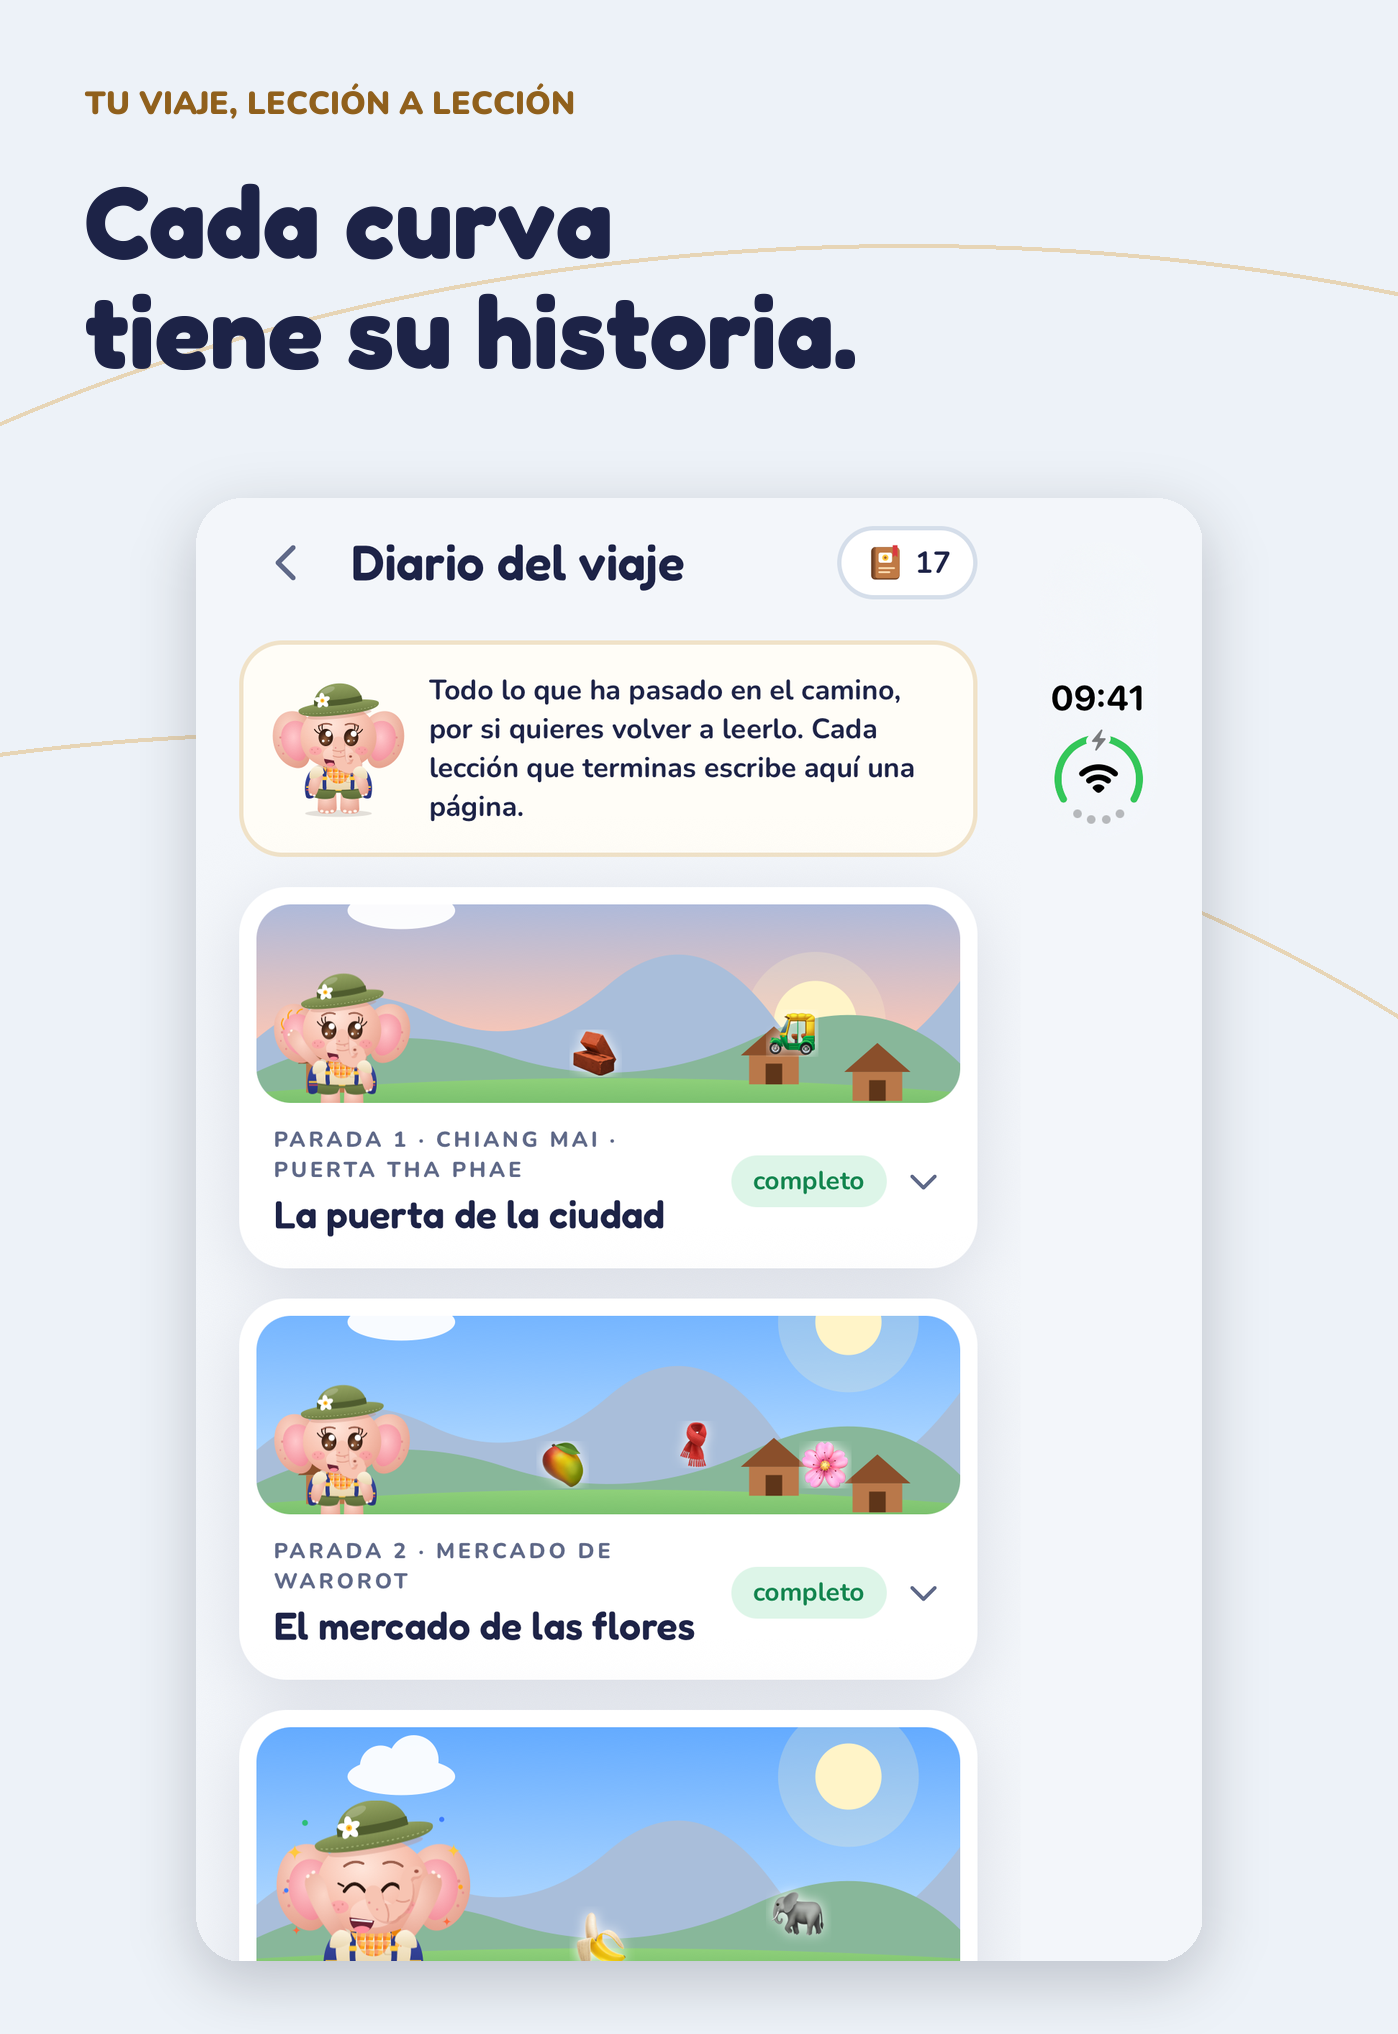 TU VIAJE, LECCIÓN A LECCIÓN
Cada curva
tiene su historia.
Diario del viaje
17
Todo lo que ha pasado en el camino,
por si quieres volver a leerlo. Cada
lección que terminas escribe aquí una
página.
09:41
PARADA 1 · CHIANG MAI ·
PUERTA THA PHAE
completo
La puerta de la ciudad
PARADA 2 · MERCADO DE
WAROROT
completo
El mercado de las flores